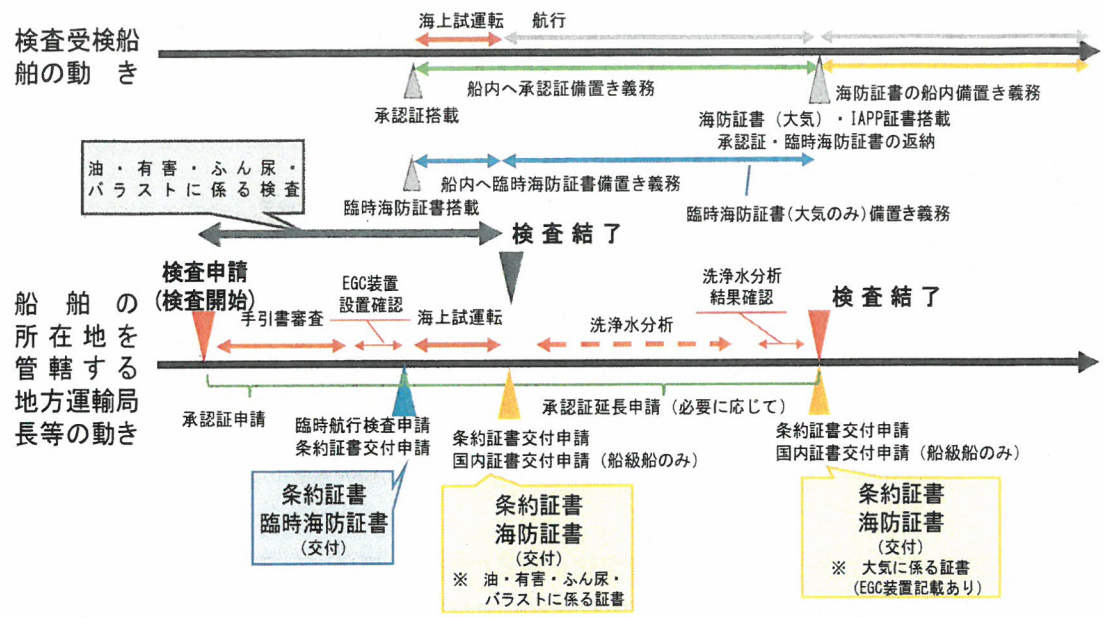 海上試運転
航行
検査受検船
舶の動き
船内へ承認証備置き義務
海防証書の船内備置き義務
承認証搭載
海防証書（大気）・IAPP証書搭載
承認証・臨時海防証書の返納
油・有害・ふん尿・
バラストに係る検査
船内へ臨時海防証書備置き義務
臨時海防証書搭載
臨時海防証書(大気のみ)備置き義務
検査結了
検査申請
(検査開始)
EGC装置
設置確認
洗浄水分析
結果確認
検査結了
船舶の
所在地を
管轄する
地方運輸局
長等の動き
手引書審査
海上試運転
洗浄水分析
承認証申請
承認証延長申請（必要に応じて）
臨時航行検査申請
条約証書交付申請
条約証書交付申請
国内証書交付申請（船級船のみ）
条約証書交付申請
国内証書交付申請（船級船のみ）
条約証書
臨時海防証書
(交付)
条約証書
海防証書
(交付)
※ 油・有害・ふん尿・
バラストに係る証書
条約証書
海防証書
(交付)
※ 大気に係る証書
(EGC装置記載あり)